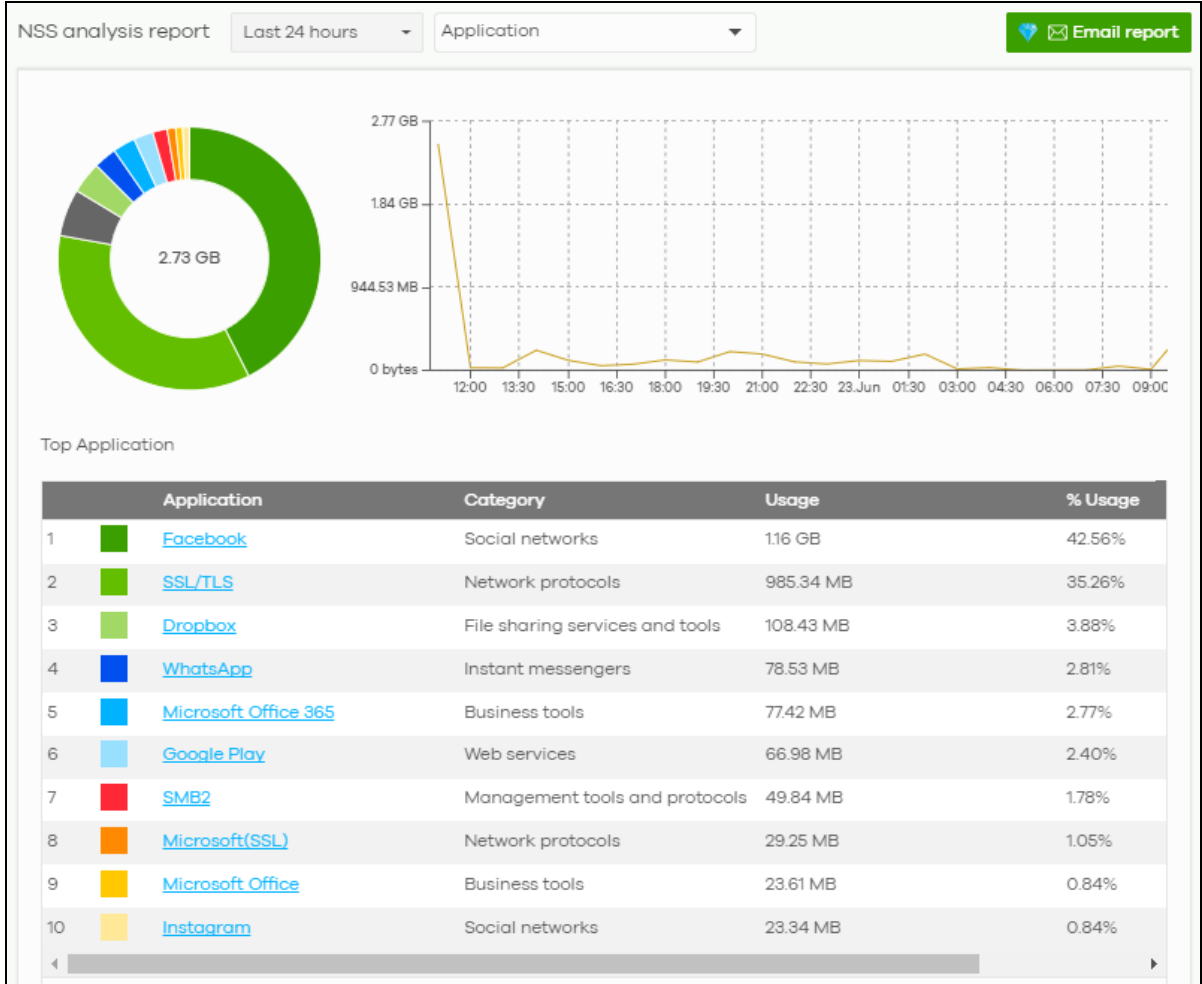 NSS analysis report Last 24 hours Application Email report
2.77 GB
1.84 GB
944.53 MB
0 bytes
2.73 GB
12:00 13:30 15:00 16:30 18:00 19:30 21:00 22:30 23.Jun 01:30 03:00 04:30 06:00 07:30 09:00
Top Application
Application Category Usage % Usage
1 Facebook Social networks 1.16 GB 42.56%
2 SSL/TLS Network protocols 985.34 MB 35.26%
3 Dropbox File sharing services and tools 108.43 MB 3.88%
4 WhatsApp Instant messengers 78.53 MB 2.81%
5 Microsoft Office 365 Business tools 77.42 MB 2.77%
6 Google Play Web services 66.98 MB 2.40%
7 SMB2 Management tools and protocols 49.84 MB 1.78%
8 Microsoft(SSL) Network protocols 29.25 MB 1.05%
9 Microsoft Office Business tools 23.61 MB 0.84%
10 Instagram Social networks 23.34 MB 0.84%